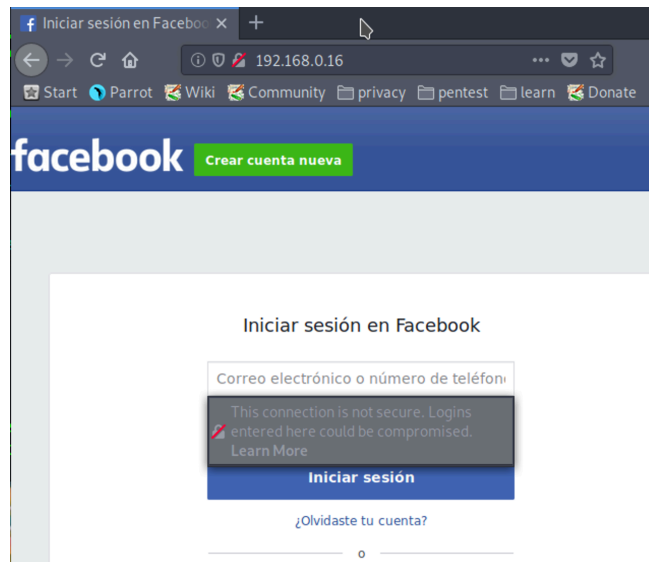 Iniciar sesión en Faceboo
192.168.0.16
Start Parrot Wiki Community privacy pentest learn Donate
facebook Crear cuenta nueva
Iniciar sesión en Facebook
Correo electrónico o número de teléfono
This connection is not secure. Logins
entered here could be compromised.
Learn More
Iniciar sesión
¿Olvidaste tu cuenta?
o